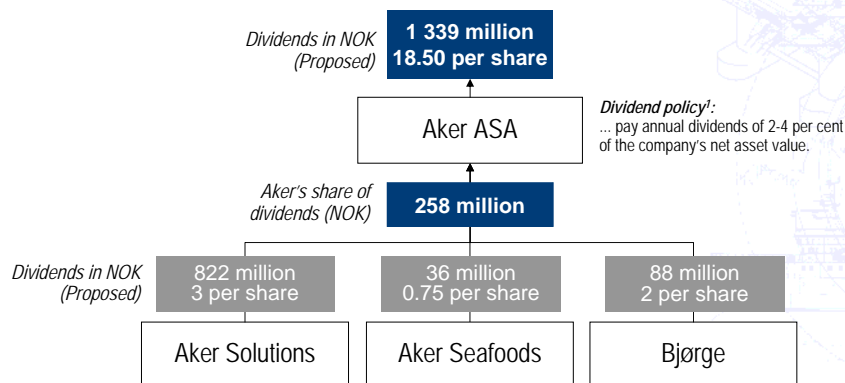 Dividends in NOK
(Proposed)
1 339 million
18.50 per share
Aker ASA
Dividend policy¹:
... pay annual dividends of 2-4 per cent
of the company's net asset value.
Aker's share of
dividends (NOK)
258 million
Dividends in NOK
(Proposed)
822 million
3 per share
36 million
0.75 per share
88 million
2 per share
Aker Solutions
Aker Seafoods
Bjørge